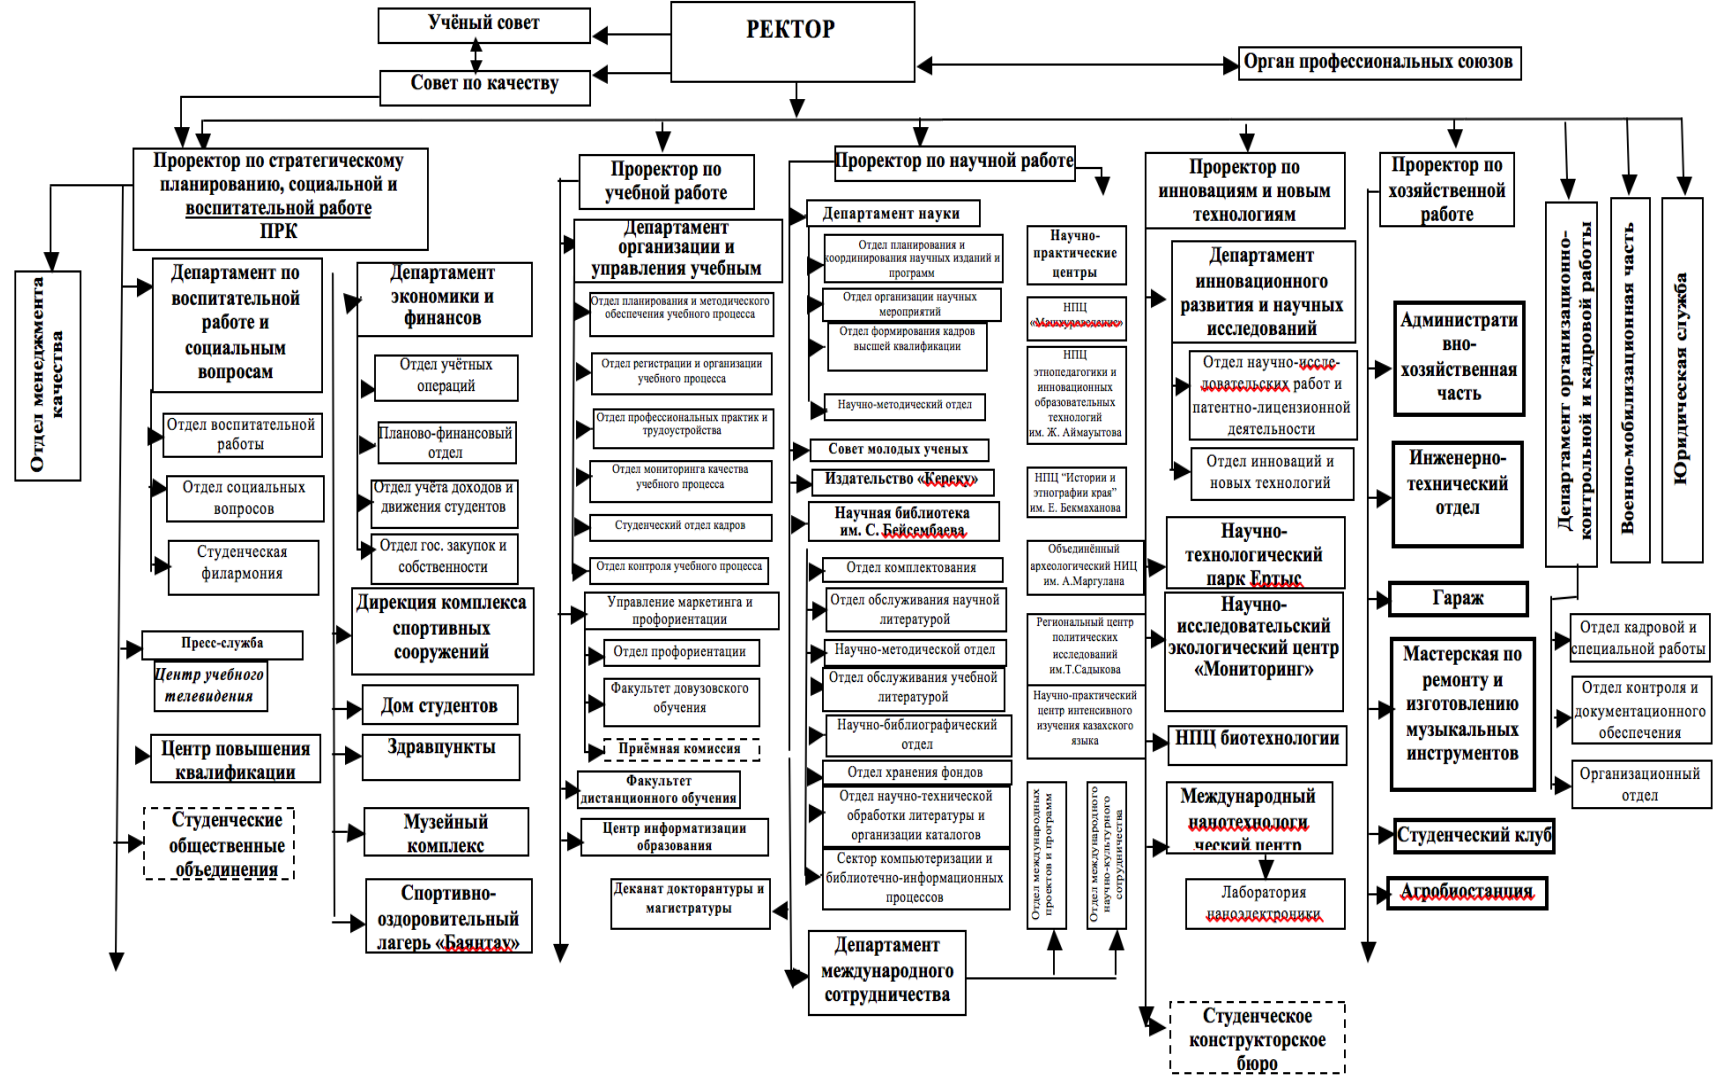 РЕКТОР
Учёный совет
Совет по качеству
Орган профессиональных союзов
Проректор по стратегическому
планированию, социальной и
воспитательной работе
ПРК
Отдел менеджмента
качества
Департамент по
воспитательной
работе и
социальным
вопросам
Отдел воспитательной
работы
Отдел социальных
вопросов
Студенческая
филармония
Пресс-служба
Центр учебного
телевидения
Центр повышения
квалификации
Студенческие
общественные
объединения
Департамент
экономики и
финансов
Отдел учётных
операций
Планово-финансовый
отдел
Отдел учёта доходов и
движения студентов
Отдел гос. закупок и
собственности
Дирекция комплекса
спортивных
сооружений
Дом студентов
Здравпункты
Музейный
комплекс
Спортивно-
оздоровительный
лагерь «Баянтау»
Проректор по
учебной работе
Департамент
организации и
управления учебным
Отдел планирования и методического
обеспечения учебного процесса
Отдел регистрации и организации
учебного процесса
Отдел профессиональных практик и
трудоустройства
Отдел мониторинга качества
учебного процесса
Студенческий отдел кадров
Отдел контроля учебного процесса
Управление маркетинга и
профориентации
Отдел профориентации
Факультет довузовского
обучения
Приёмная комиссия
Факультет
дистанционного обучения
Центр информатизации
образования
Деканат докторантуры и
магистратуры
Проректор по научной работе
Департамент науки
Отдел планирования и
координирования научных изданий и
программ
Отдел организации научных
мероприятий
Отдел формирования кадров
высшей квалификации
Научно-методический отдел
Совет молодых ученых
Издательство «Кереку»
Научная библиотека
им. С. Бейсембаева
Отдел комплектования
Отдел обслуживания научной
литературой
Научно-методической отдел
Отдел обслуживания учебной
литературой
Научно-библиографический
отдел
Отдел хранения фондов
Отдел научно-технической
обработки литературы и
организации каталогов
Сектор компьютеризации и
библиотечно-информационных
процессов
Департамент
международного
сотрудничества
Научно-
практические
центры
НПЦ
«Машхуроведение»
НПЦ
этнопедагогики и
инновационных
образовательных
технологий
им. Ж. Аймауытова
НПЦ “Истории и
этнографии края”
им. Е. Бекмаханова
Объединённый
археологический НИЦ
им. А.Маргулана
Региональный центр
политических
исследований
им.Т.Садыкова
Научно-практический
центр интенсивного
изучения казахского
языка
Отдел международных
проектов и программ
Отдел международного
научно-культурного
сотрудничества
Проректор по
инновациям и новым
технологиям
Департамент
инновационного
развития и научных
исследований
Отдел научно-иссле-
довательских работ и
патентно-лицензионной
деятельности
Отдел инноваций и
новых технологий
Научно-
технологический
парк Ертыс
Научно-
исследовательский
экологический центр
«Мониторинг»
НПЦ биотехнологии
Международный
нанотехнологи
ческий центр
Лаборатория
наноэлектроники
Студенческое
конструкторское
бюро
Проректор по
хозяйственной
работе
Административ
но-
хозяйственная
часть
Инженерно-
технический
отдел
Гараж
Мастерская по
ремонту и
изготовлению
музыкальных
инструментов
Студенческий клуб
Агробиостанция
Департамент организационно-
контрольной и кадровой работы
Военно-мобилизационная часть
Юридическая служба
Отдел кадровой и
специальной работы
Отдел контроля и
документационного
обеспечения
Организационный
отдел